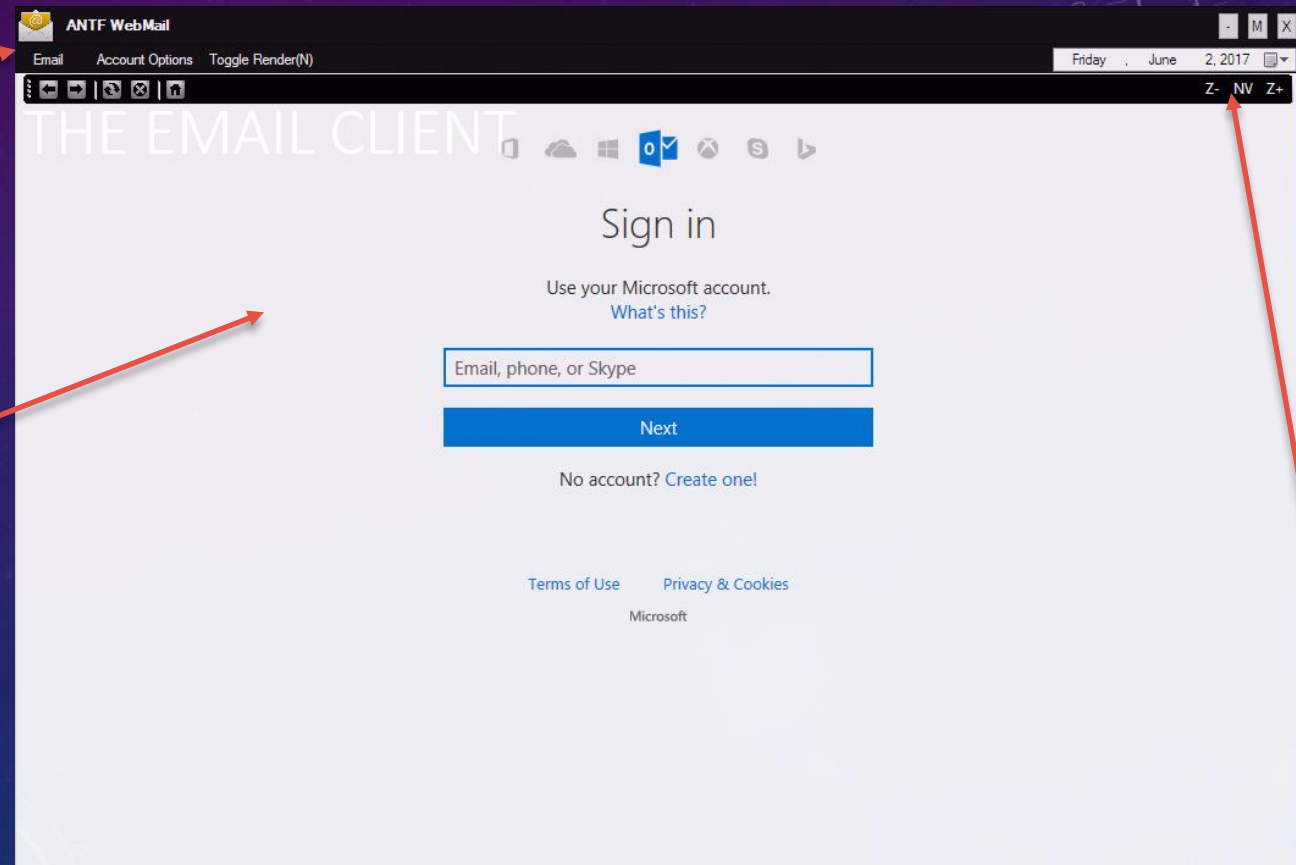 ANTF WebMail
- M X
Email Account Options Toggle Render(N)
Friday , June 2, 2017
Z- NV Z+
THE EMAIL CLIENT
Sign in
Use your Microsoft account.
What's this?
Email, phone, or Skype
Next
No account? Create one!
Terms of Use Privacy & Cookies
Microsoft